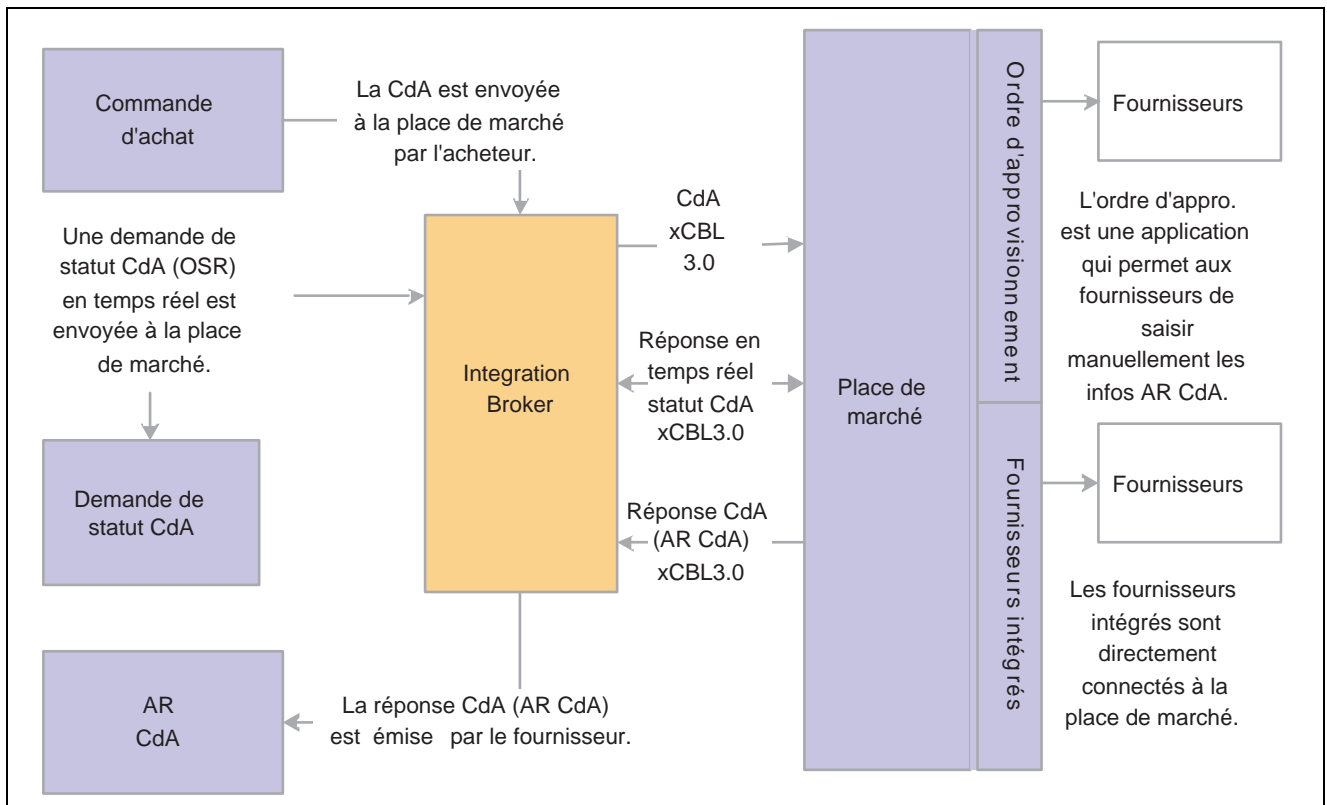 Commande
d'achat
La CdA est envoyée
à la place de marché
par l'acheteur.
Une demande de
statut CdA (OSR)
en temps réel est
envoyée à la place
de marché.
Demande de
statut CdA
AR
CdA
La réponse CdA (AR CdA)
est émise par le fournisseur.
Integration
Broker
CdA
xCBL
3.0
Réponse en
temps réel
statut CdA
xCBL3.0
Réponse CdA
(AR CdA)
xCBL3.0
Place de
marché
Ordre d'approvisionnement
Fournisseurs intégrés
Fournisseurs
L'ordre d'appro.
est une application
qui permet aux
fournisseurs de
saisir
manuellement les
infos AR CdA.
Fournisseurs
Les fournisseurs
intégrés sont
directement
connectés à la
place de marché.